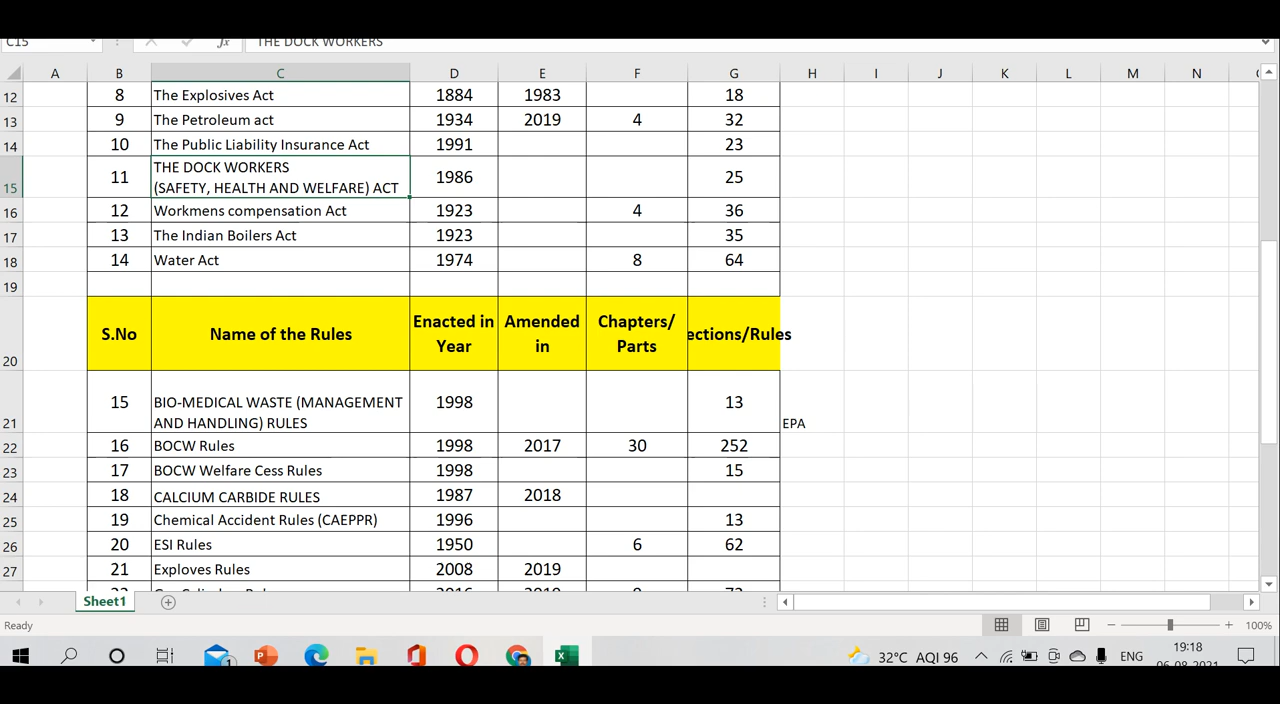 C15 fx THE DOCK WORKERS
A B C D E F G H I J K L M N
12 8 The Explosives Act 1884 1983 18
13 9 The Petroleum act 1934 2019 4 32
14 10 The Public Liability Insurance Act 1991 23
15 11 THE DOCK WORKERS
(SAFETY, HEALTH AND WELFARE) ACT 1986 25
16 12 Workmens compensation Act 1923 4 36
17 13 The Indian Boilers Act 1923 35
18 14 Water Act 1974 8 64
19
20 S.No Name of the Rules Enacted in Year Amended in Chapters/ Parts ections/Rules
21 15 BIO-MEDICAL WASTE (MANAGEMENT
AND HANDLING) RULES 1998 13 EPA
22 16 BOCW Rules 1998 2017 30 252
23 17 BOCW Welfare Cess Rules 1998 15
24 18 CALCIUM CARBIDE RULES 1987 2018
25 19 Chemical Accident Rules (CAEPPR) 1996 13
26 20 ESI Rules 1950 6 62
27 21 Exploves Rules 2008 2019
Sheet1
Ready 100%
32°C AQI 96 ENG 19:18
06-08-2021